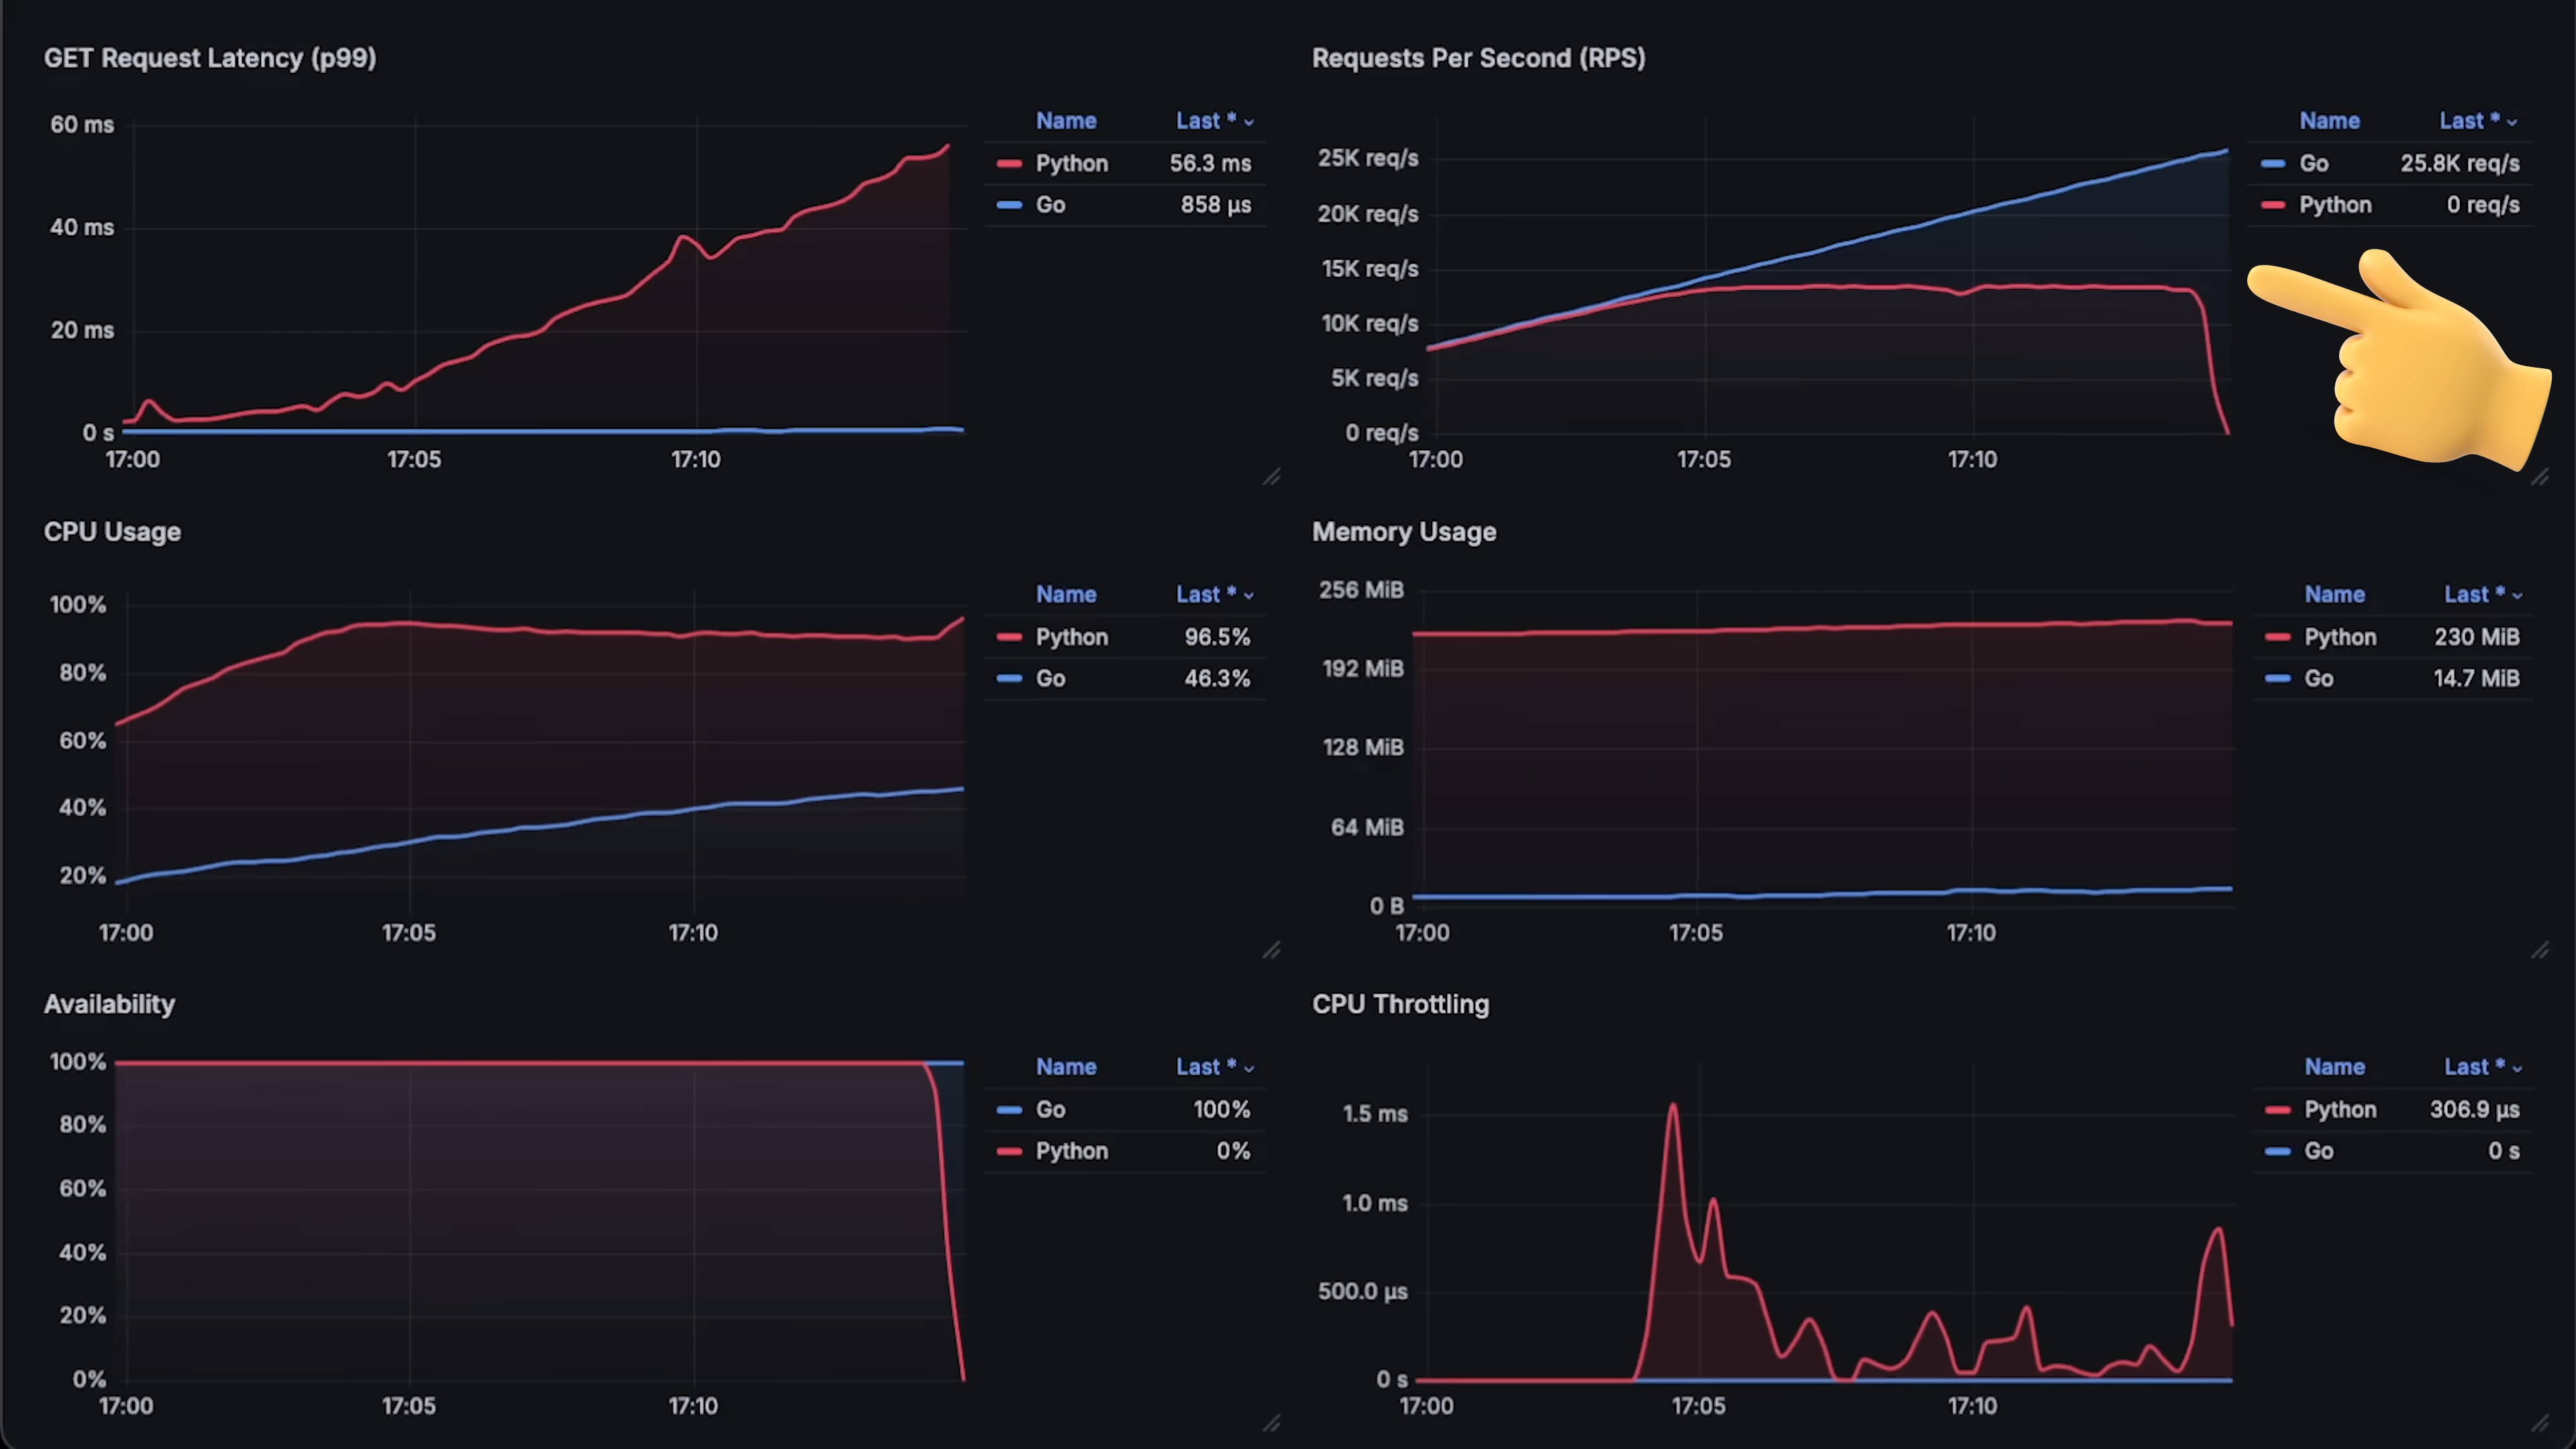 GET Request Latency (p99)
Name Last *
60 ms
40 ms
20 ms
0 s
17:00 17:05 17:10
Python 56.3 ms
Go 858 µs
Requests Per Second (RPS)
Name Last *
25K req/s
20K req/s
15K req/s
10K req/s
5K req/s
0 req/s
17:00 17:05 17:10
Go 25.8K req/s
Python 0 req/s
CPU Usage
Name Last *
100%
80%
60%
40%
20%
17:00 17:05 17:10
Python 96.5%
Go 46.3%
Memory Usage
Name Last *
256 MiB
192 MiB
128 MiB
64 MiB
0 B
17:00 17:05 17:10
Python 230 MiB
Go 14.7 MiB
Availability
Name Last *
100%
80%
60%
40%
20%
0%
17:00 17:05 17:10
Go 100%
Python 0%
CPU Throttling
Name Last *
1.5 ms
1.0 ms
500.0 µs
0 s
17:00 17:05 17:10
Python 306.9 µs
Go 0 s